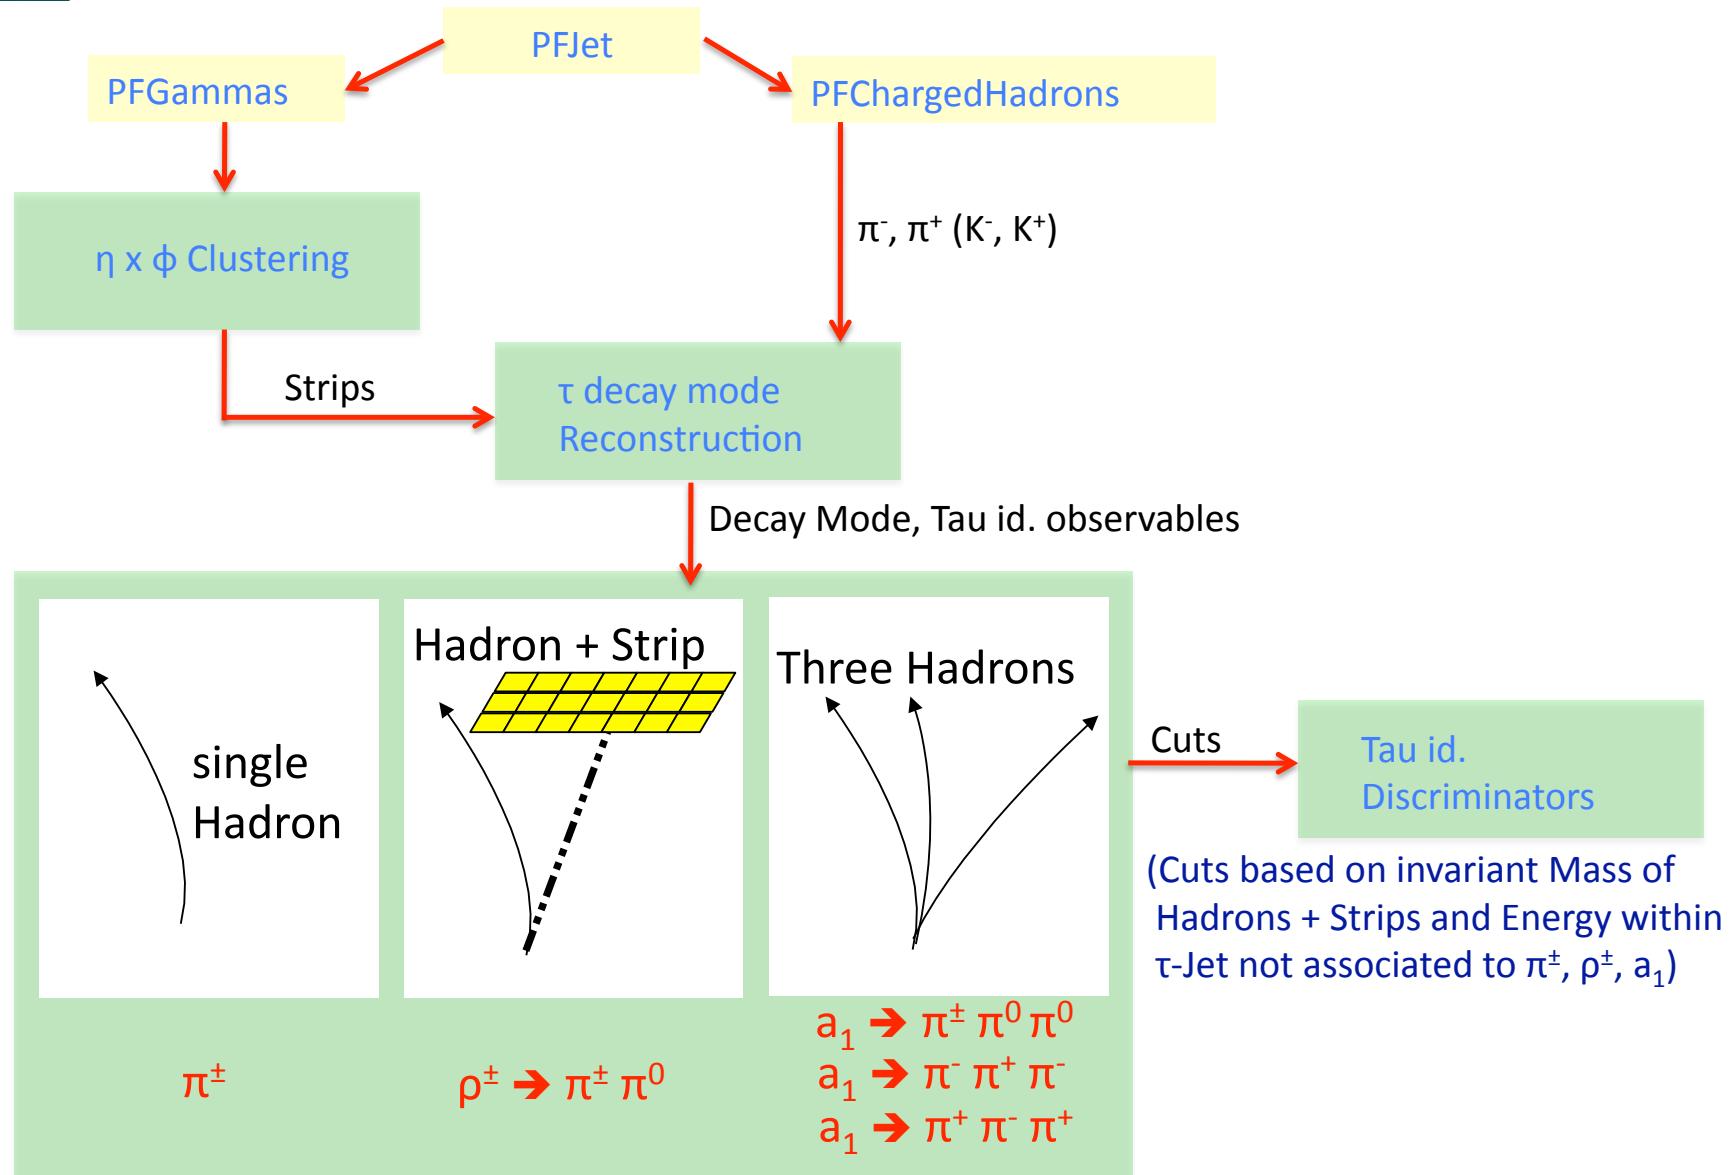 PFJet
PFGammas
PFChargedHadrons
η x ϕ Clustering
π⁻, π⁺ (K⁻, K⁺)
Strips
τ decay mode
Reconstruction
Decay Mode, Tau id. observables
single
Hadron
Hadron + Strip
Three Hadrons
π±
ρ± ➔ π± π⁰
a₁ ➔ π± π⁰ π⁰
a₁ ➔ π⁻ π⁺ π⁻
a₁ ➔ π⁺ π⁻ π⁺
Cuts
Tau id.
Discriminators
(Cuts based on invariant Mass of
Hadrons + Strips and Energy within
τ-Jet not associated to π±, ρ±, a₁)